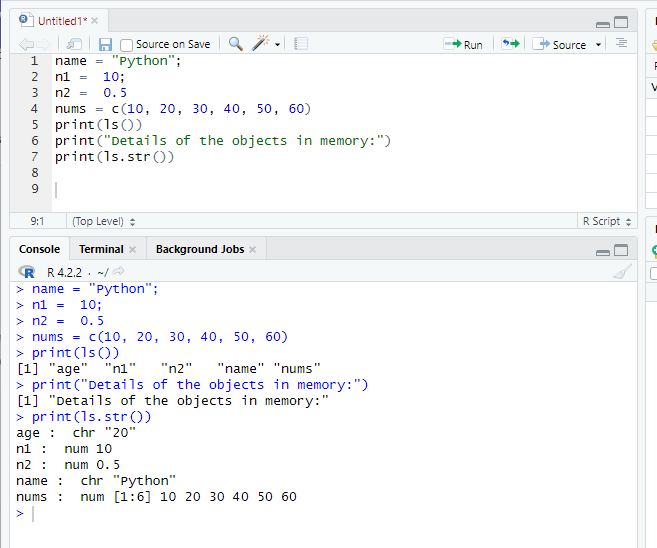 Untitled1*
Source on Save
Run
Source
1 name = "Python";
2 n1 =  10;
3 n2 =  0.5
4 nums = c(10, 20, 30, 40, 50, 60)
5 print(ls())
6 print("Details of the objects in memory:")
7 print(ls.str())
8
9
9:1 (Top Level) R Script
Console Terminal Background Jobs
R R 4.2.2 · ~/
> name = "Python";
> n1 =  10;
> n2 =  0.5
> nums = c(10, 20, 30, 40, 50, 60)
> print(ls())
[1] "age"  "n1"   "n2"   "name" "nums"
> print("Details of the objects in memory:")
[1] "Details of the objects in memory:"
> print(ls.str())
age :  chr "20"
n1 :  num 10
n2 :  num 0.5
name :  chr "Python"
nums :  num [1:6] 10 20 30 40 50 60
>